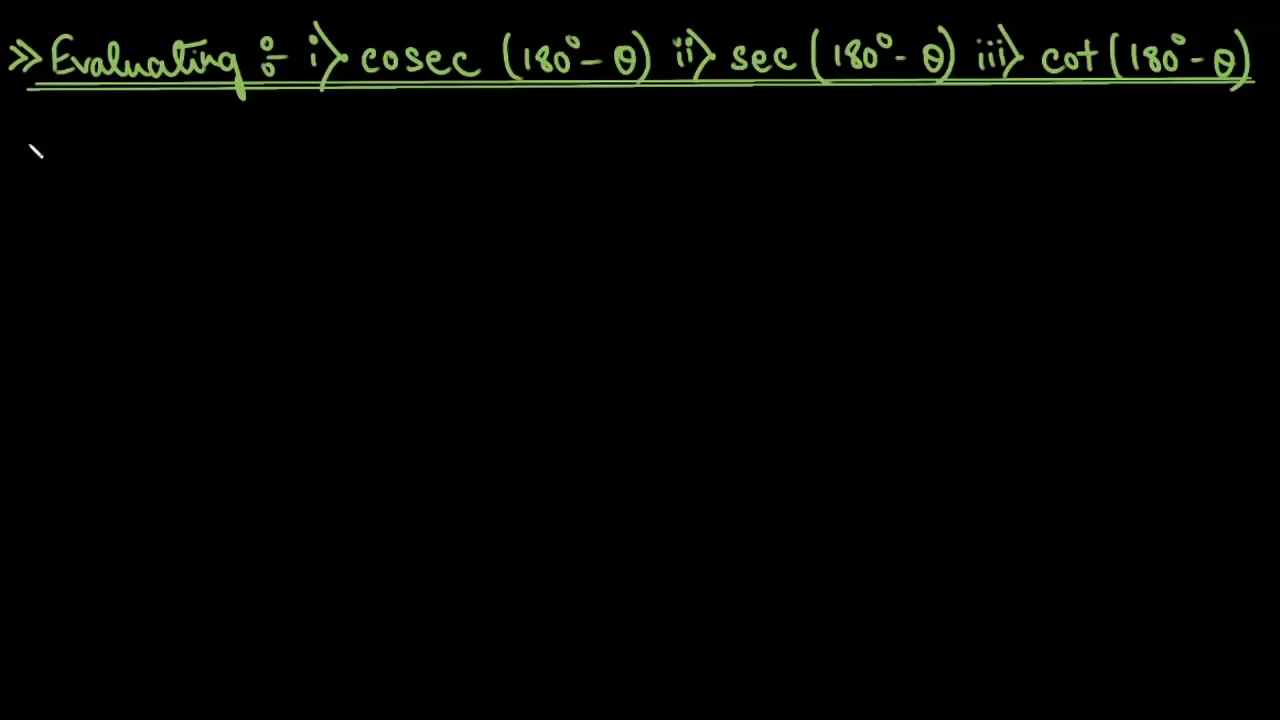 ≫ Evaluating :- i) cosec (180° - θ) ii) sec (180° - θ) iii) cot (180° - θ)